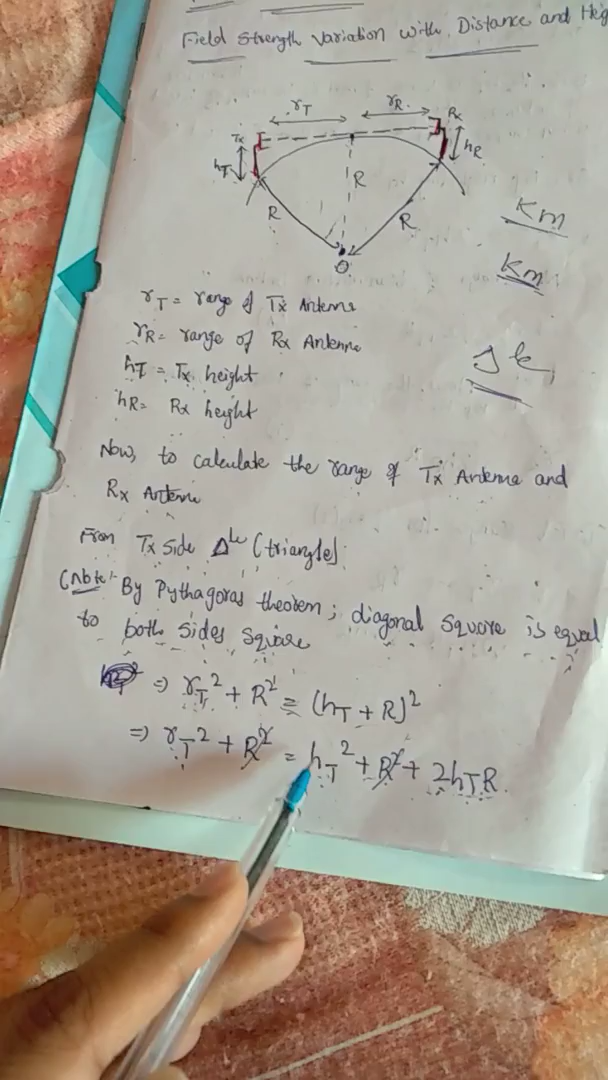 Field Strength Variation with Distance and Heig
rT
rR
Rx
Tx
hT
hR
R
R
R
O
Km
Km
rT = range of Tx Antenna
rR = range of Rx Antenna
hT = Tx height
hR = Rx height
Now, to calculate the range of Tx Antenna and
Rx Antenna
From Tx side Δle (triangle)
(Note:- By Pythagoras theorem; diagonal square is equal
to both sides square
⇒ rT² + R² = (hT + R)²
⇒ rT² + R² = hT² + R² + 2hTR